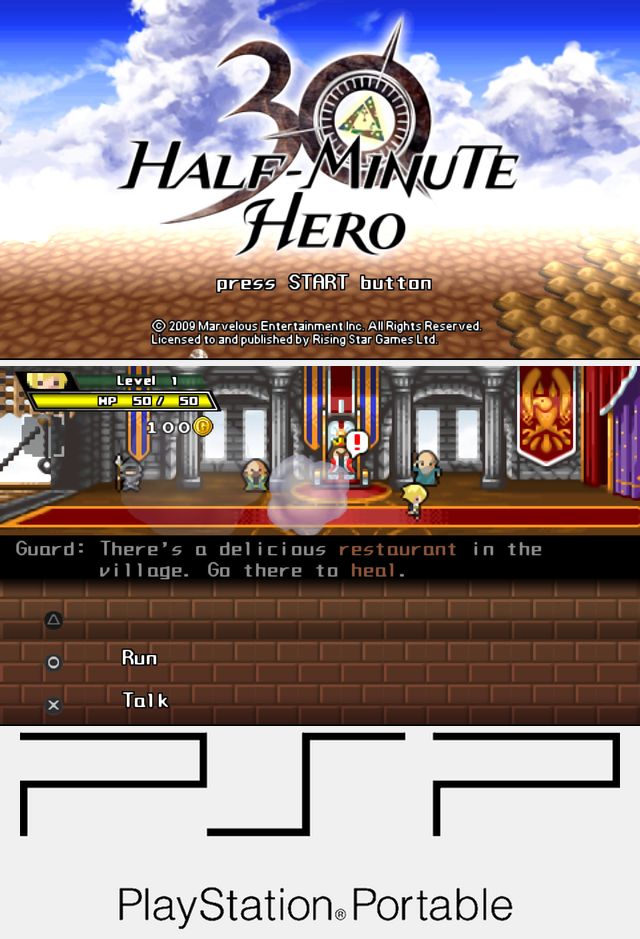 30
HALF-MINUTE
HERO
press START button
© 2009 Marvelous Entertainment Inc. All Rights Reserved.
Licensed to and published by Rising Star Games Ltd.
Level 1
HP 50/ 50
100 G
!
Guard: There's a delicious restaurant in the
village. Go there to heal.
Run
Talk
PSP
PlayStation®Portable